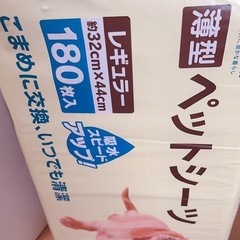 薄型
ペットシーツ
レギュラー
約32cm×44cm
180枚入
吸水
スピード
アップ!
こまめに交換、いつでも清潔